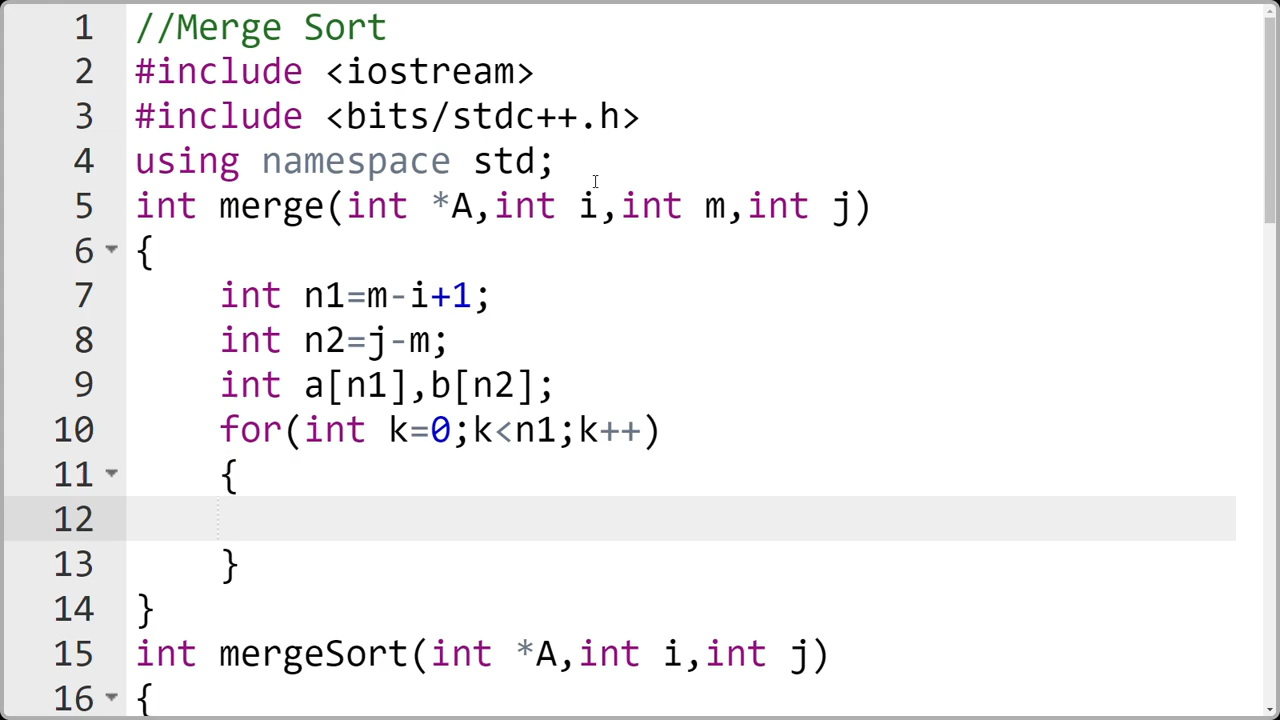 1 //Merge Sort
2 #include <iostream>
3 #include <bits/stdc++.h>
4 using namespace std;
5 int merge(int *A,int i,int m,int j)
6 {
7     int n1=m-i+1;
8     int n2=j-m;
9     int a[n1],b[n2];
10     for(int k=0;k<n1;k++)
11     {
12
13     }
14 }
15 int mergeSort(int *A,int i,int j)
16 {